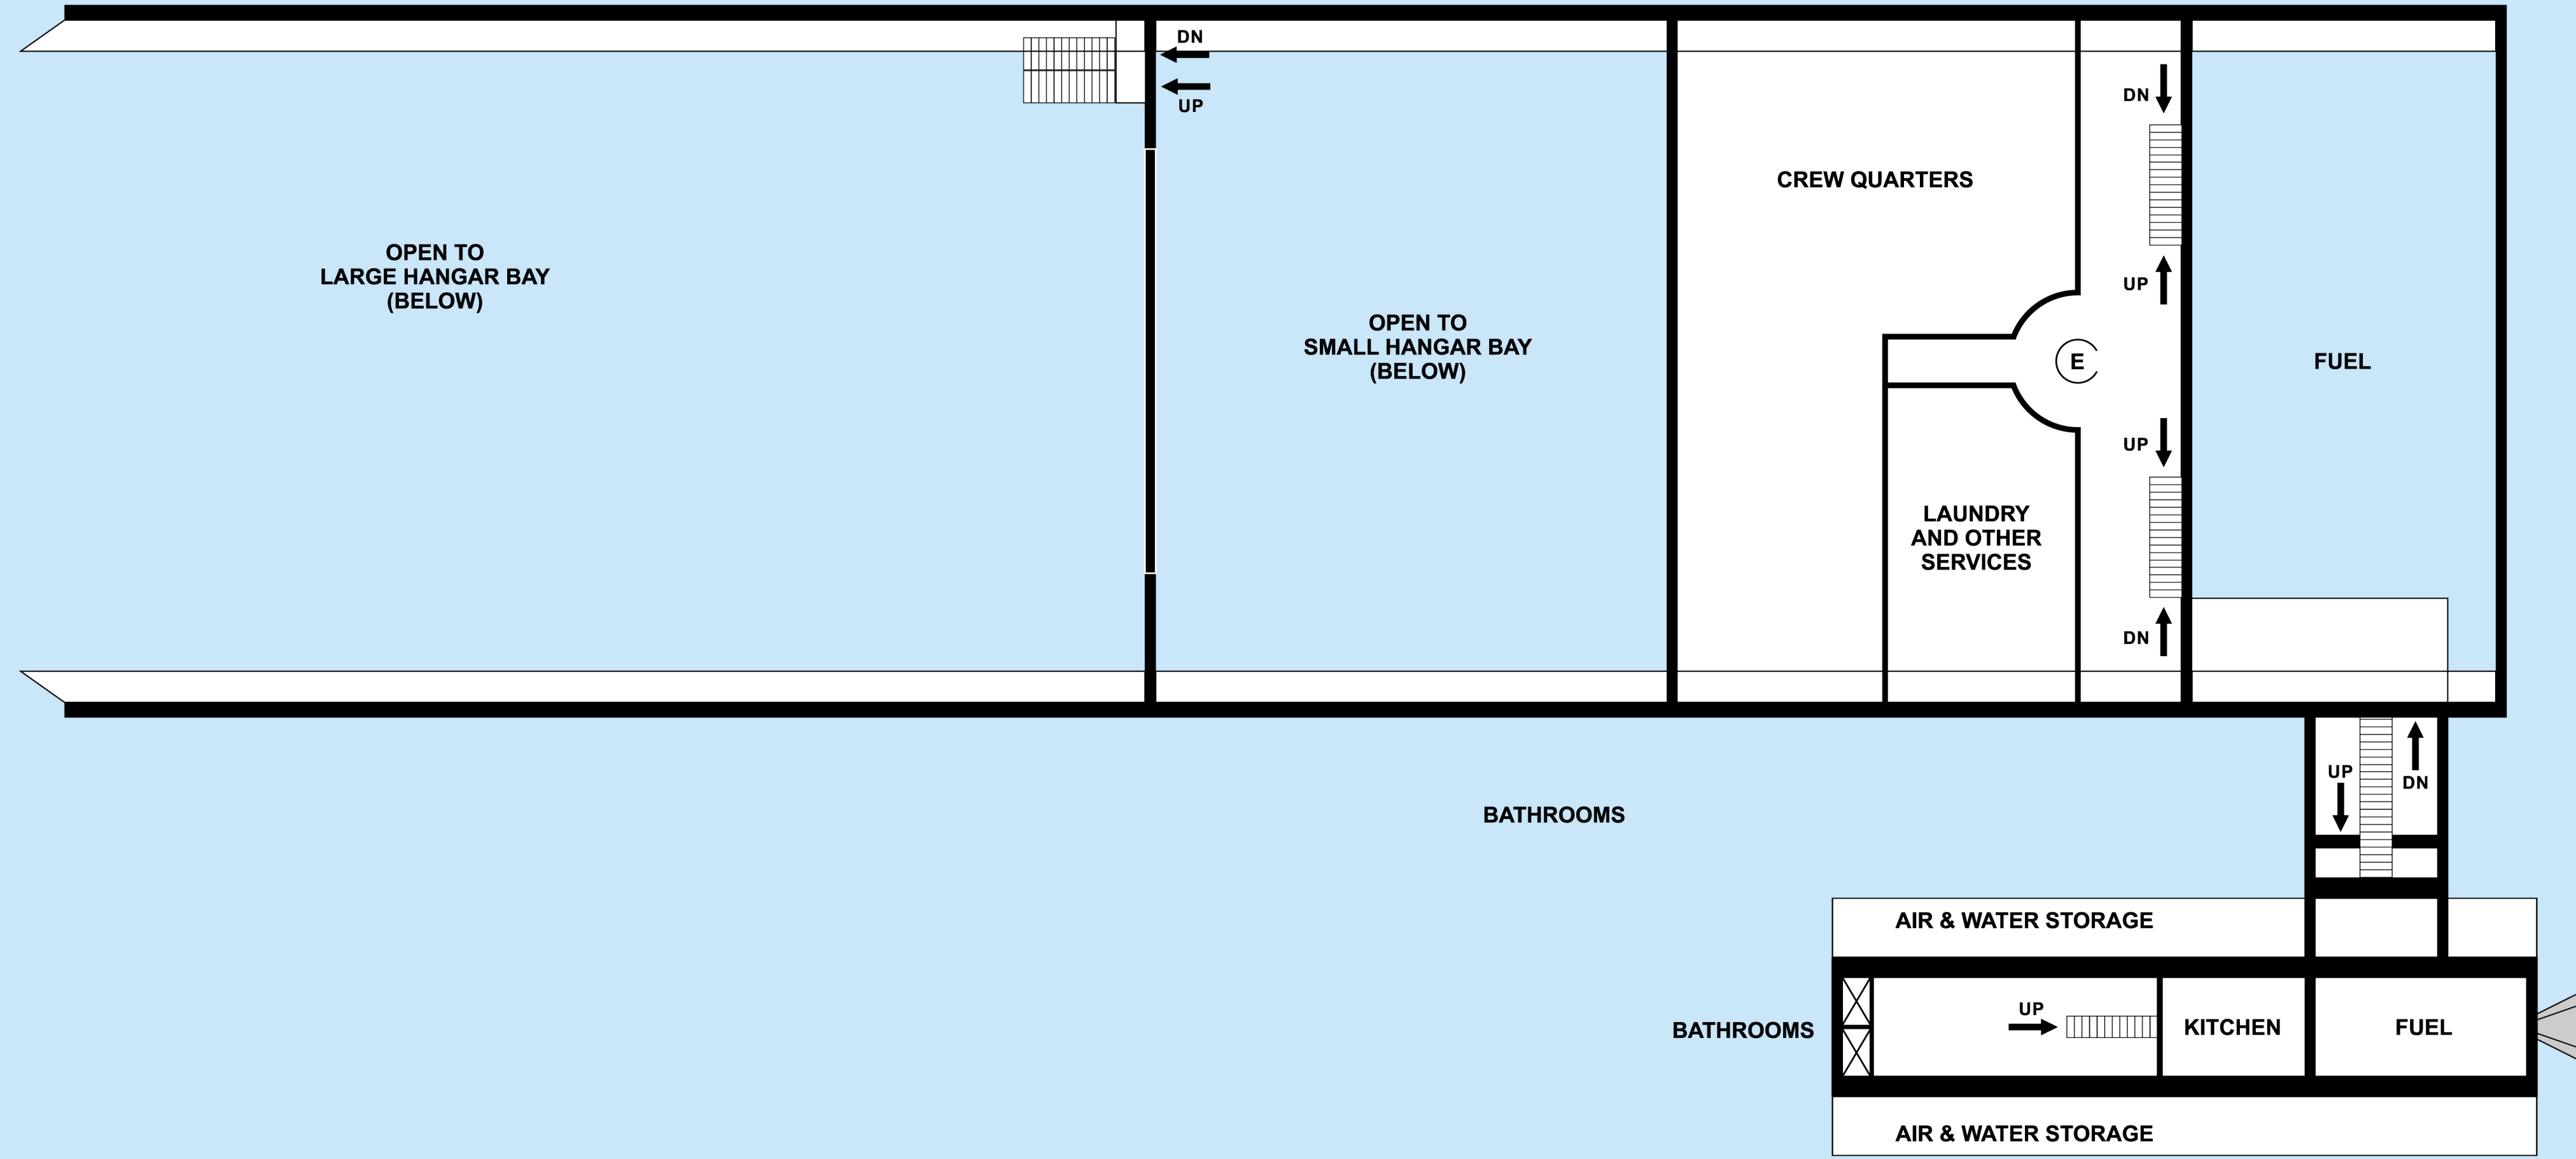 DN
UP
DN
CREW QUARTERS
OPEN TO
LARGE HANGAR BAY
(BELOW)
UP
OPEN TO
SMALL HANGAR BAY
(BELOW)
E
FUEL
UP
LAUNDRY
AND OTHER
SERVICES
DN
UP
DN
BATHROOMS
AIR & WATER STORAGE
UP
BATHROOMS
KITCHEN
FUEL
AIR & WATER STORAGE